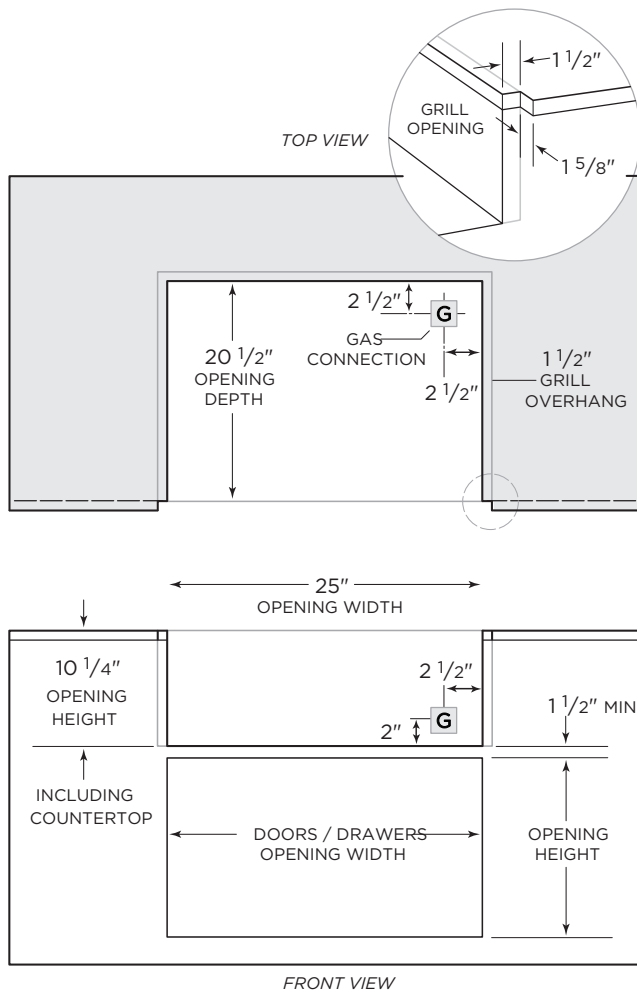 1 1/2"
GRILL
OPENING
1 5/8"
TOP VIEW
2 1/2"
G
GAS
CONNECTION
20 1/2"
OPENING
DEPTH
2 1/2"
1 1/2"
GRILL
OVERHANG
25"
OPENING WIDTH
10 1/4"
OPENING
HEIGHT
2 1/2"
G
2"
1 1/2" MIN
INCLUDING
COUNTERTOP
DOORS / DRAWERS
OPENING WIDTH
OPENING
HEIGHT
FRONT VIEW